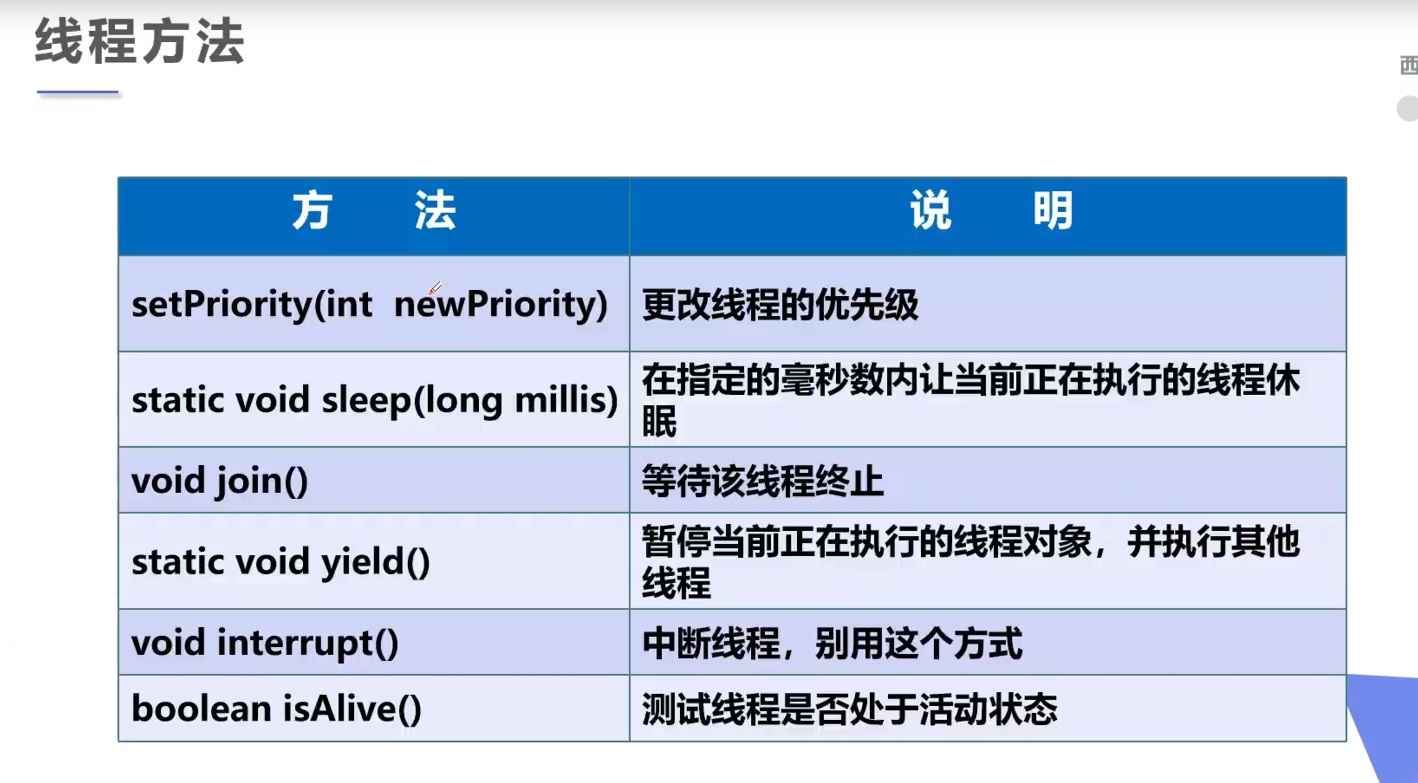 线程方法
西
方 法
说 明
setPriority(int newPriority)
更改线程的优先级
static void sleep(long millis)
在指定的毫秒数内让当前正在执行的线程休
眠
void join()
等待该线程终止
static void yield()
暂停当前正在执行的线程对象，并执行其他
线程
void interrupt()
中断线程，别用这个方式
boolean isAlive()
测试线程是否处于活动状态